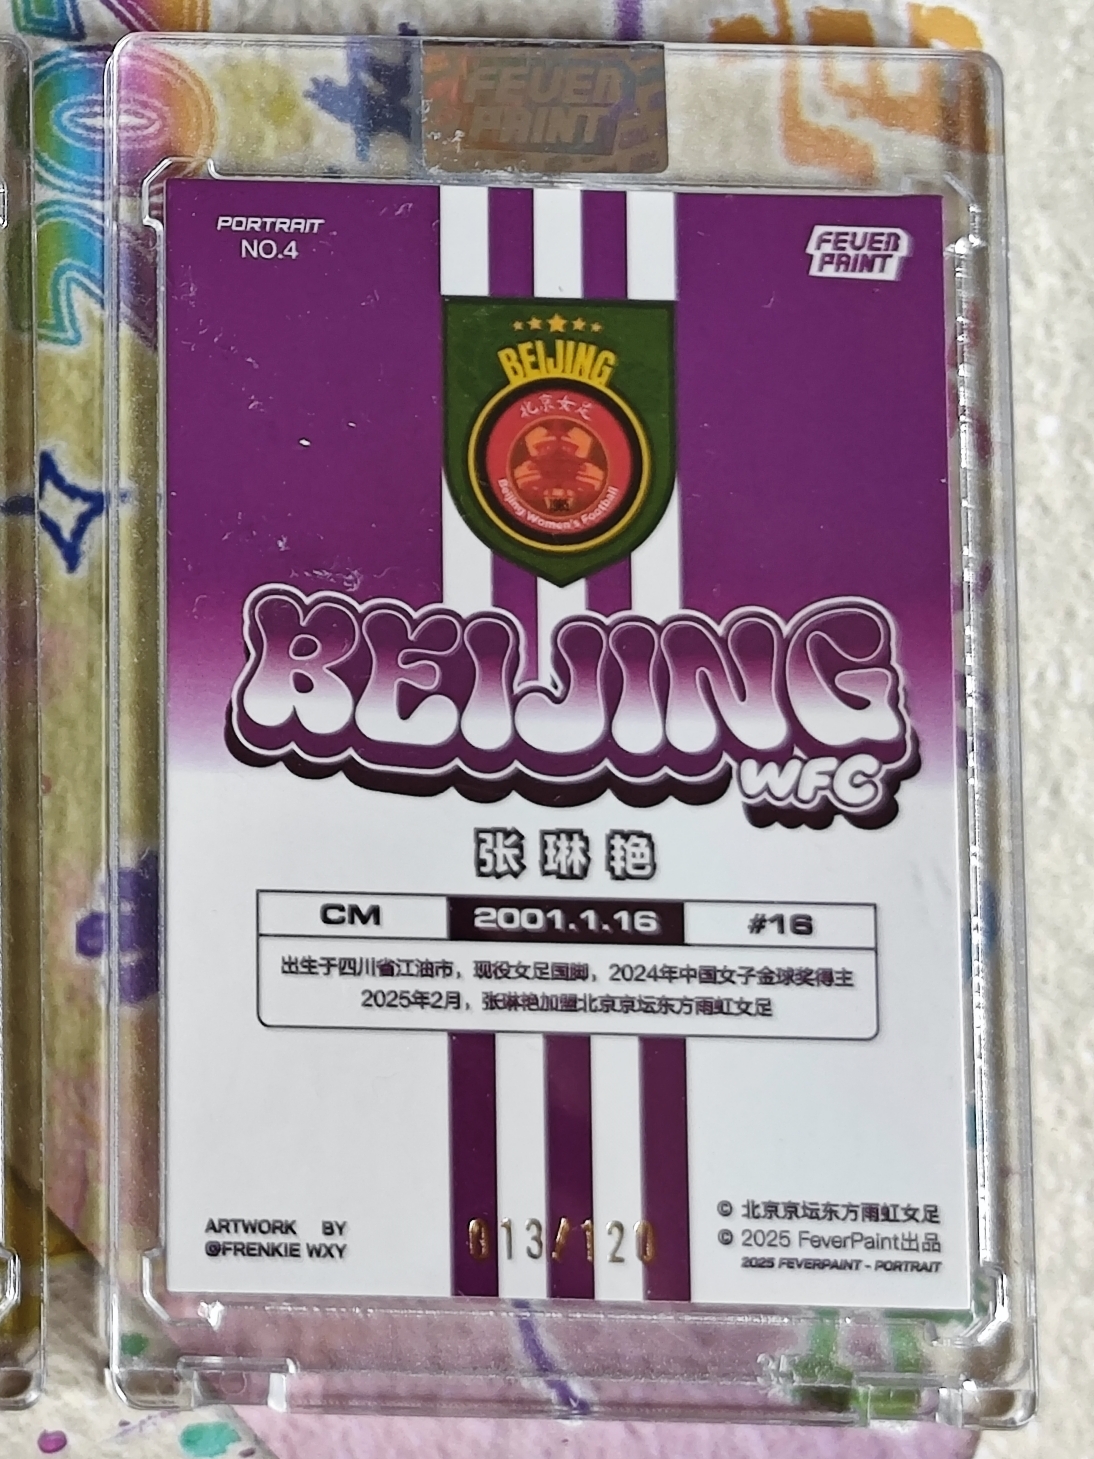 FEVER
PAINT
PORTRAIT
NO.4
FEVER
PAINT
BEIJING
北京女足
1985
Beijing Women's Football
BEIJING
WFC
张琳艳
CM 2001.1.16 #16
出生于四川省江油市，现役女足国脚，2024年中国女子金球奖得主
2025年2月，张琳艳加盟北京京坛东方雨虹女足
ARTWORK BY
@FRENKIE WXY
013/120
© 北京京坛东方雨虹女足
© 2025 FeverPaint出品
2025 FEVERPAINT - PORTRAIT